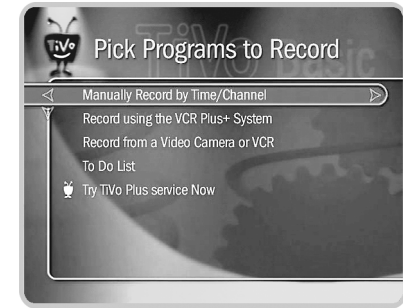 TiVo
TiVo Basic
Pick Programs to Record
Manually Record by Time/Channel
Record using the VCR Plus+ System
Record from a Video Camera or VCR
To Do List
Try TiVo Plus service Now